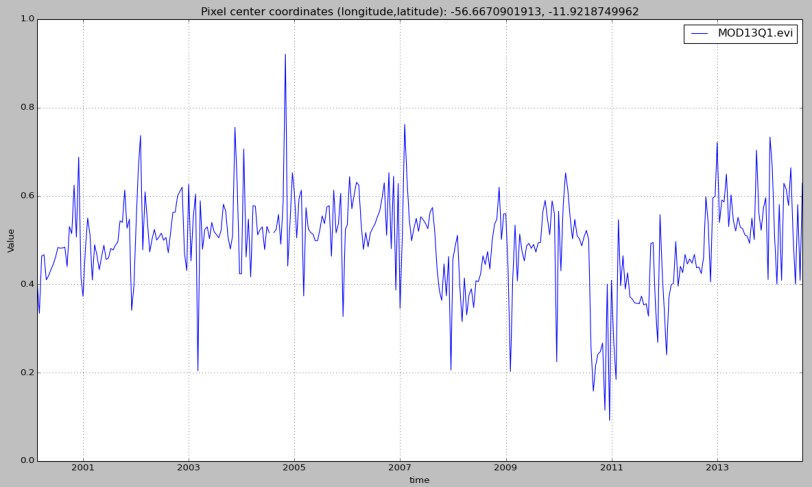 Pixel center coordinates (longitude,latitude): -56.6670901913, -11.9218749962
MOD13Q1.evi
1.0
0.8
0.6
0.4
0.2
0.0
Value
2001 2003 2005 2007 2009 2011 2013
time